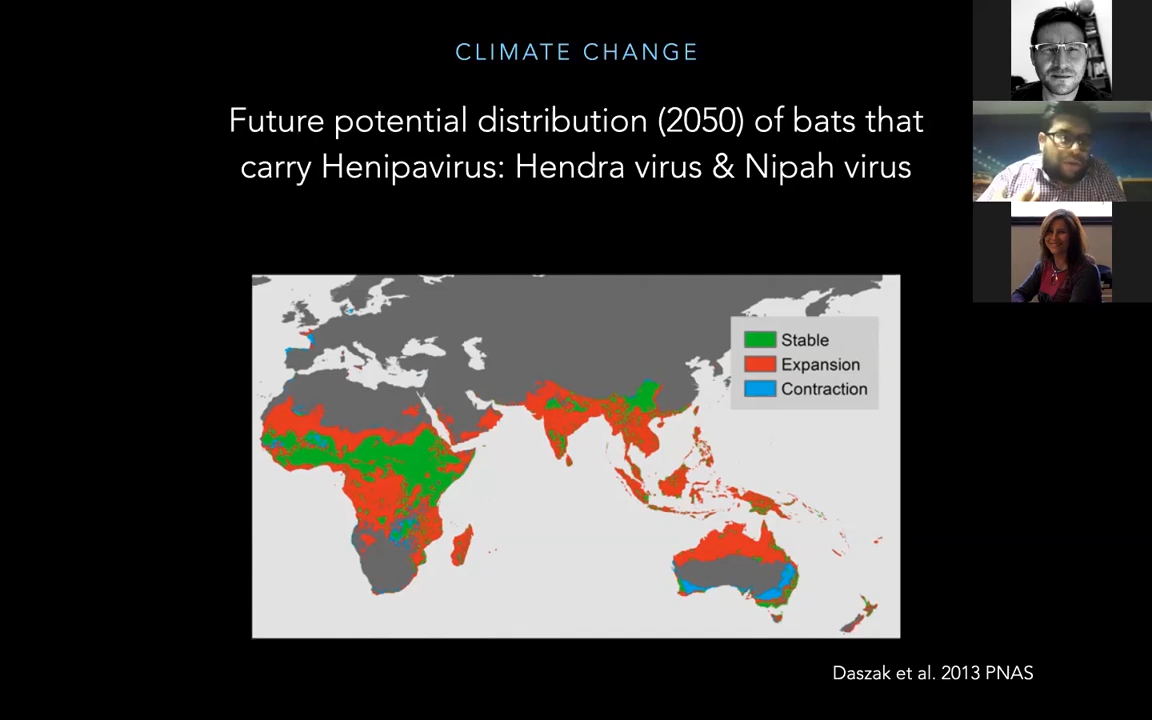 CLIMATE CHANGE
Future potential distribution (2050) of bats that
carry Henipavirus: Hendra virus & Nipah virus
Stable
Expansion
Contraction
Daszak et al. 2013 PNAS